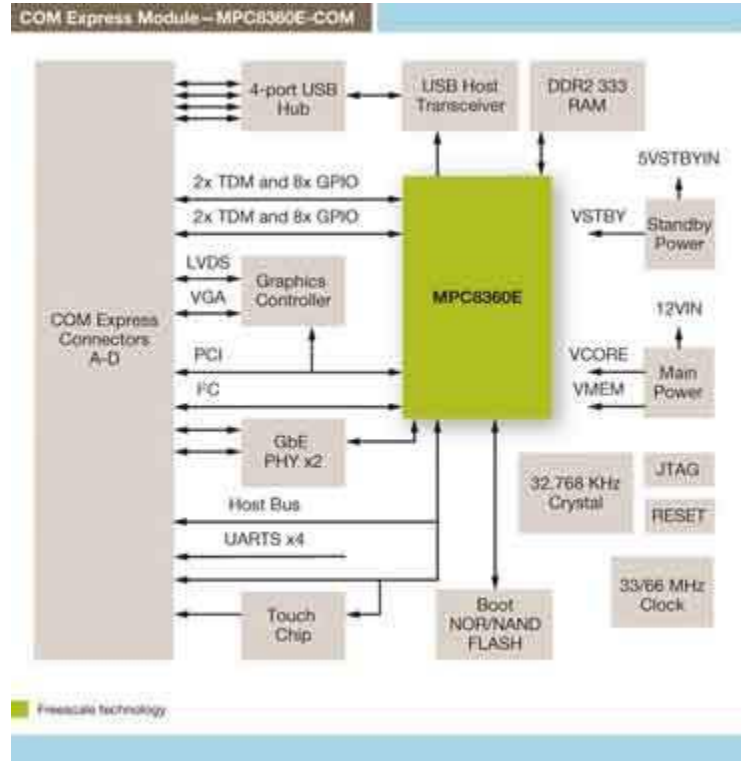 COM Express Module – MPC8360E-COM
4-port USB
Hub
USB Host
Transceiver
DDR2 333
RAM
5VSTBYIN
2x TDM and 8x GPIO
2x TDM and 8x GPIO
VSTBY
Standby
Power
LVDS
VGA
Graphics
Controller
MPC8360E
COM Express
Connectors
A-D
12VIN
PCI
I²C
VCORE
VMEM
Main
Power
GbE
PHY x2
32.768 KHz
Crystal
JTAG
RESET
Host Bus
UARTS x4
Touch
Chip
Boot
NOR/NAND
FLASH
33/66 MHz
Clock
Freescale technology